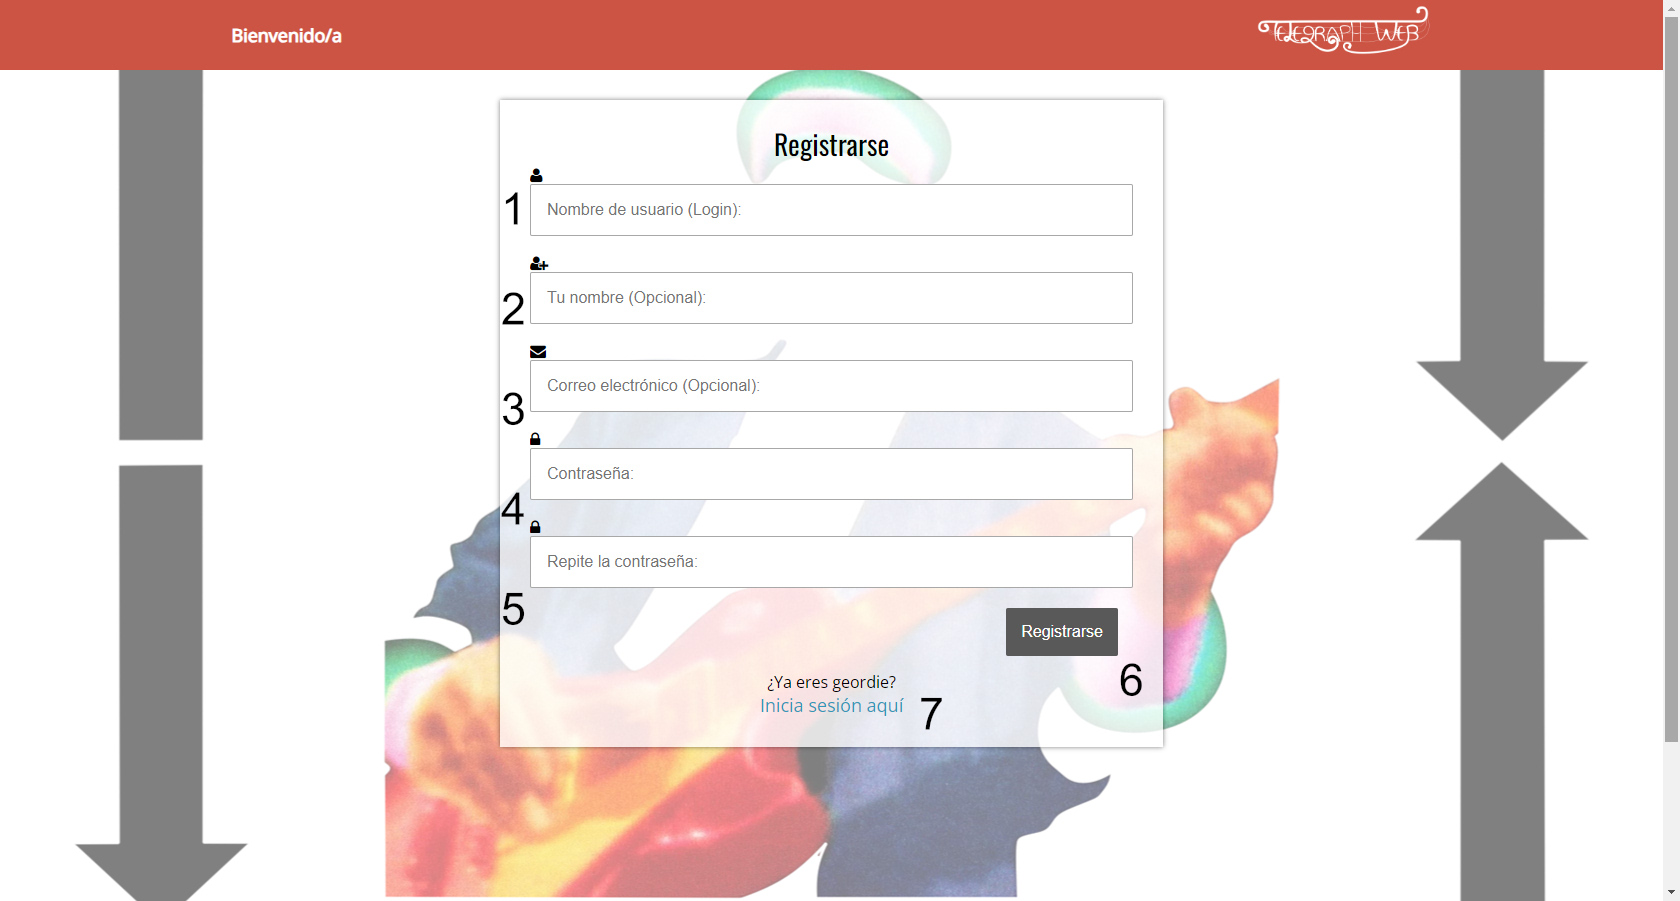 Bienvenido/a
TELEGRAPH WEB
Registrarse
1
Nombre de usuario (Login):
2
Tu nombre (Opcional):
3
Correo electrónico (Opcional):
4
Contraseña:
5
Repite la contraseña:
Registrarse
6
¿Ya eres geordie?
Inicia sesión aquí
7